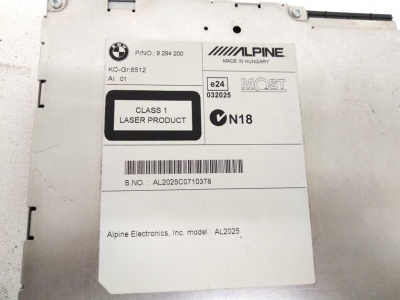 P/NO : 9 294 200
ALPINE
MADE IN HUNGARY
KC-Gr:6512
AI: 01
e24
032025
MOST
CLASS 1
LASER PRODUCT
N18
S.NO. : AL2025C0710378
Alpine Electronics, Inc. model : AL2025